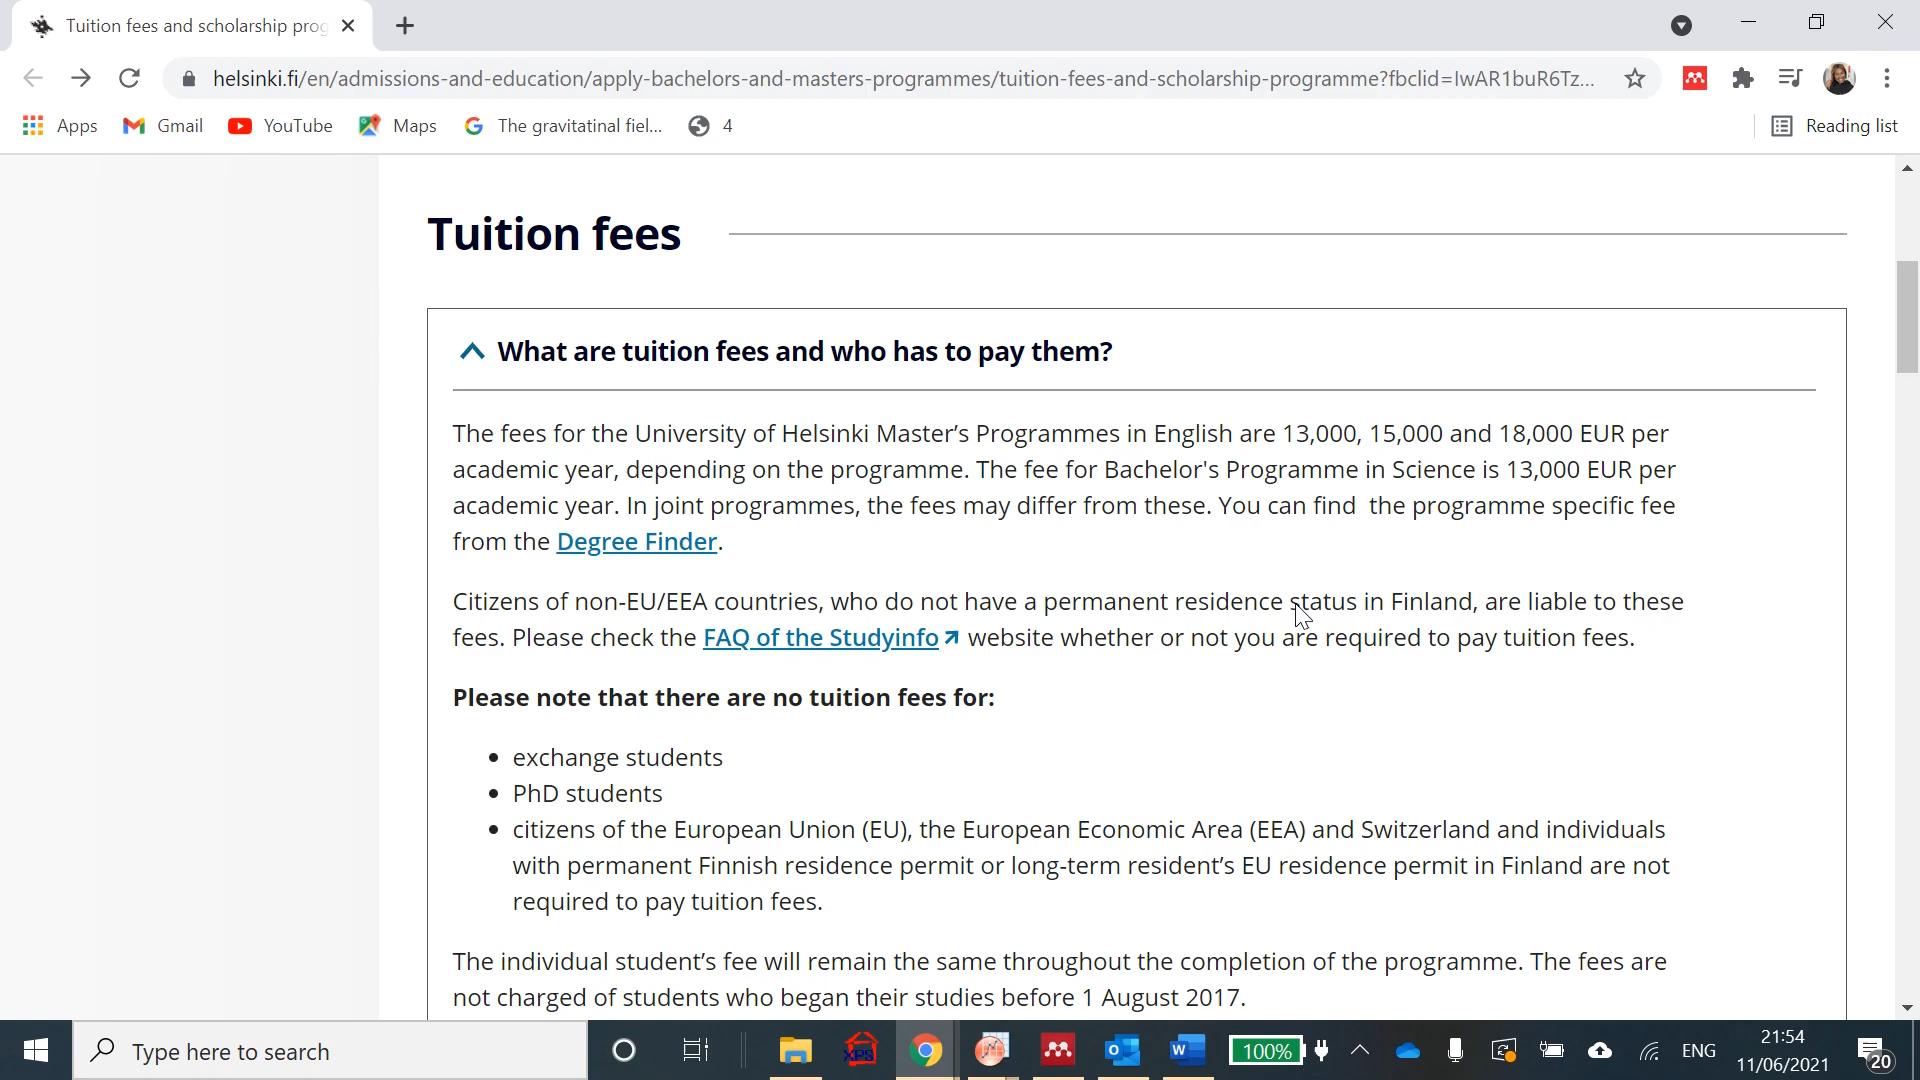 Tuition fees and scholarship prog
helsinki.fi/en/admissions-and-education/apply-bachelors-and-masters-programmes/tuition-fees-and-scholarship-programme?fbclid=IwAR1buR6Tz...
Apps Gmail YouTube Maps The gravitatinal fiel... 4 Reading list
Tuition fees
What are tuition fees and who has to pay them?
The fees for the University of Helsinki Master's Programmes in English are 13,000, 15,000 and 18,000 EUR per
academic year, depending on the programme. The fee for Bachelor's Programme in Science is 13,000 EUR per
academic year. In joint programmes, the fees may differ from these. You can find the programme specific fee
from the Degree Finder.
Citizens of non-EU/EEA countries, who do not have a permanent residence status in Finland, are liable to these
fees. Please check the FAQ of the Studyinfo website whether or not you are required to pay tuition fees.
Please note that there are no tuition fees for:
• exchange students
• PhD students
• citizens of the European Union (EU), the European Economic Area (EEA) and Switzerland and individuals
with permanent Finnish residence permit or long-term resident's EU residence permit in Finland are not
required to pay tuition fees.
The individual student's fee will remain the same throughout the completion of the programme. The fees are
not charged of students who began their studies before 1 August 2017.
Type here to search XPS O W 100% ENG 21:54 20
11/06/2021